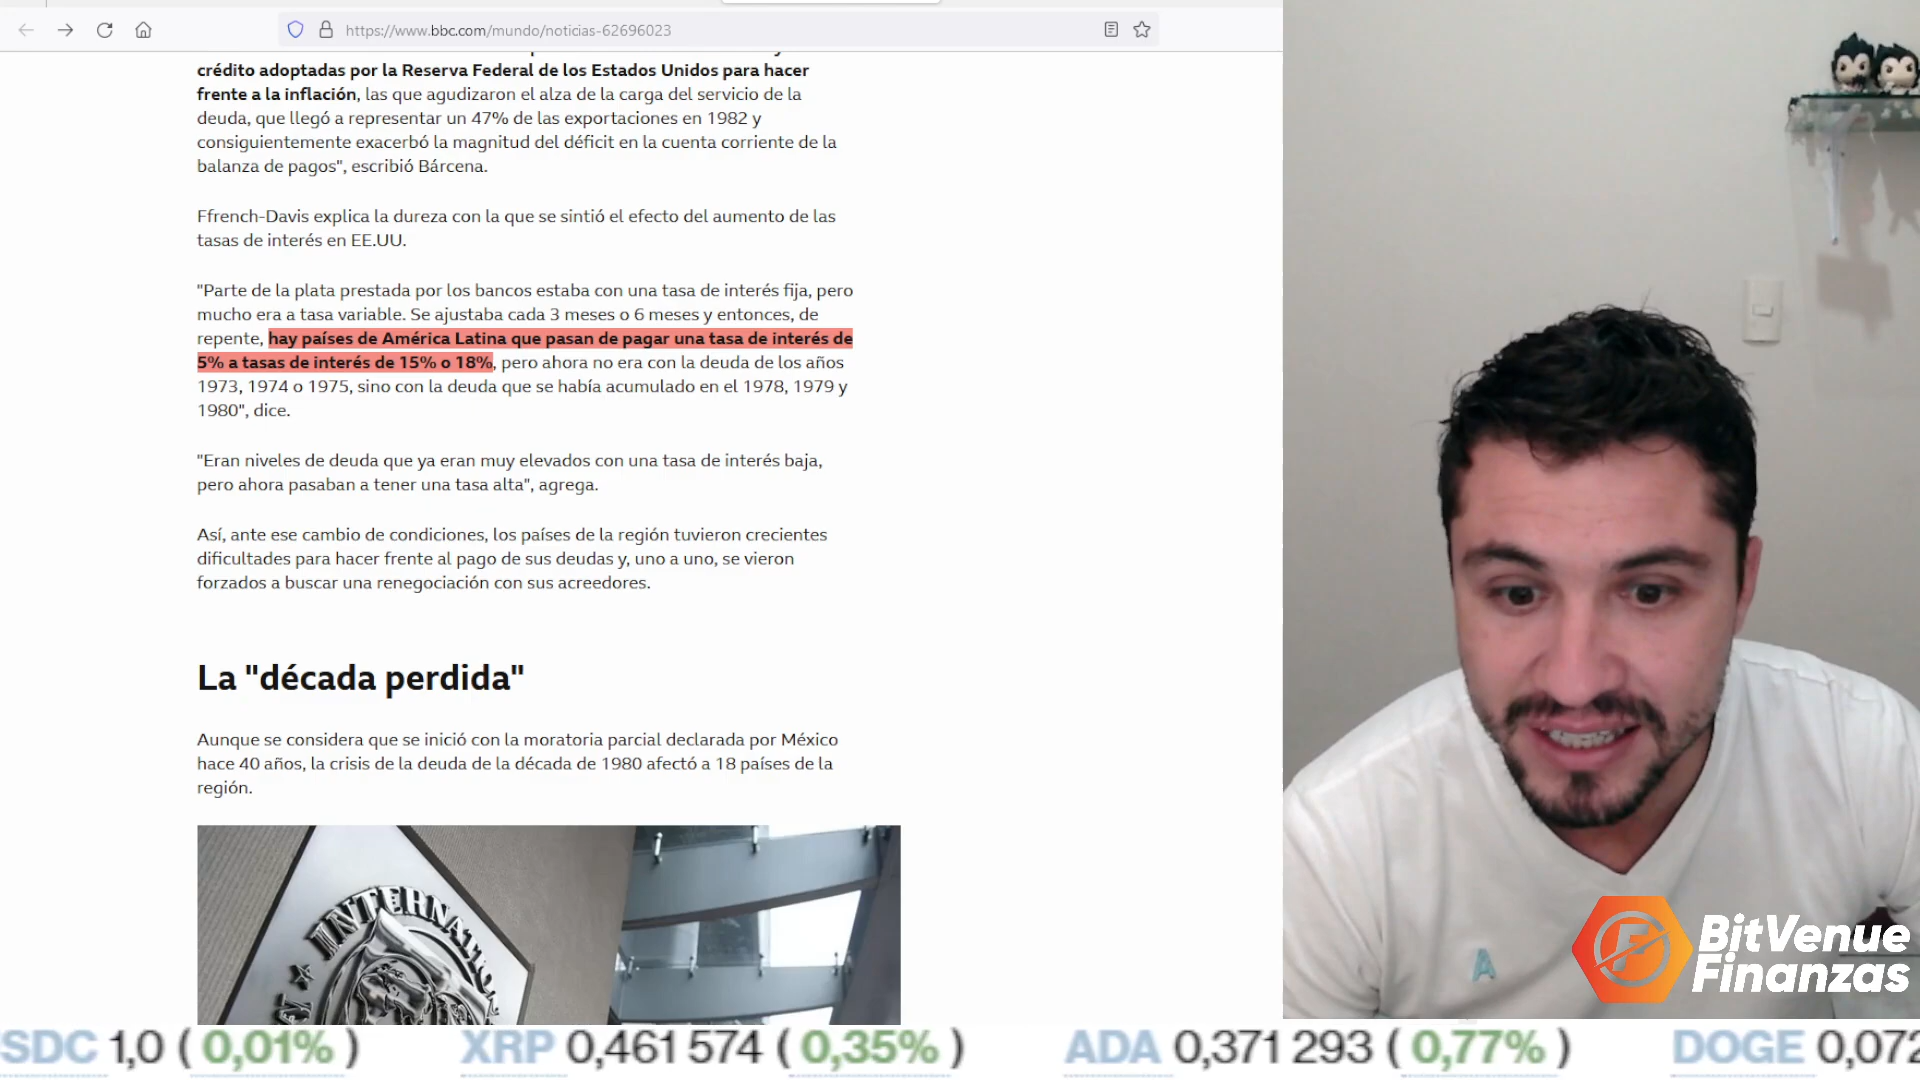 https://www.bbc.com/mundo/noticias-62696023
crédito adoptadas por la Reserva Federal de los Estados Unidos para hacer
frente a la inflación, las que agudizaron el alza de la carga del servicio de la
deuda, que llegó a representar un 47% de las exportaciones en 1982 y
consiguientemente exacerbó la magnitud del déficit en la cuenta corriente de la
balanza de pagos", escribió Bárcena.
Ffrench-Davis explica la dureza con la que se sintió el efecto del aumento de las
tasas de interés en EE.UU.
"Parte de la plata prestada por los bancos estaba con una tasa de interés fija, pero
mucho era a tasa variable. Se ajustaba cada 3 meses o 6 meses y entonces, de
repente, hay países de América Latina que pasan de pagar una tasa de interés de
5% a tasas de interés de 15% o 18%, pero ahora no era con la deuda de los años
1973, 1974 o 1975, sino con la deuda que se había acumulado en el 1978, 1979 y
1980", dice.
"Eran niveles de deuda que ya eran muy elevados con una tasa de interés baja,
pero ahora pasaban a tener una tasa alta", agrega.
Así, ante ese cambio de condiciones, los países de la región tuvieron crecientes
dificultades para hacer frente al pago de sus deudas y, uno a uno, se vieron
forzados a buscar una renegociación con sus acreedores.
La "década perdida"
Aunque se considera que se inició con la moratoria parcial declarada por México
hace 40 años, la crisis de la deuda de la década de 1980 afectó a 18 países de la
región.
INTERNATION
A
BitVenue
Finanzas
SDC 1,0 ( 0,01% ) XRP 0,461 574 ( 0,35% ) ADA 0,371 293 ( 0,77% ) DOGE 0,072